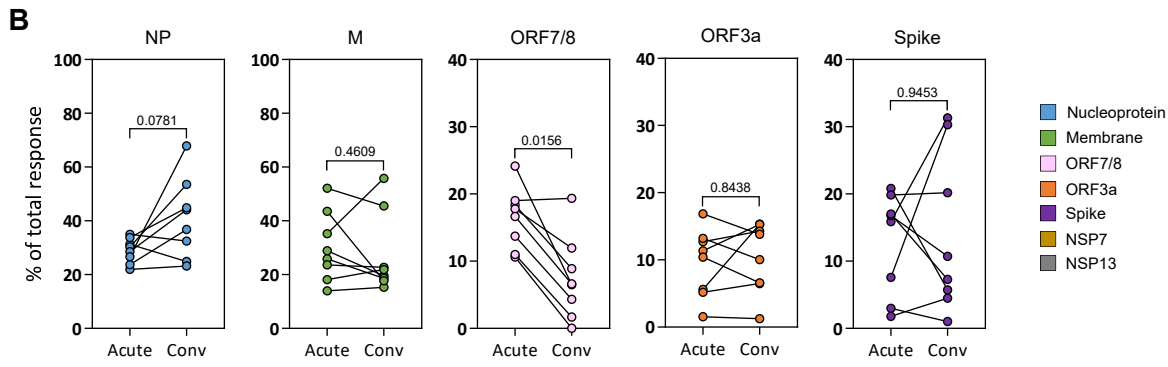 B
NP
M
ORF7/8
ORF3a
Spike
% of total response
100
80
60
40
20
0
0.0781
Acute Conv
100
80
60
40
20
0
0.4609
Acute Conv
40
30
20
10
0
0.0156
Acute Conv
40
30
20
10
0
0.8438
Acute Conv
40
30
20
10
0
0.9453
Acute Conv
Nucleoprotein
Membrane
ORF7/8
ORF3a
Spike
NSP7
NSP13